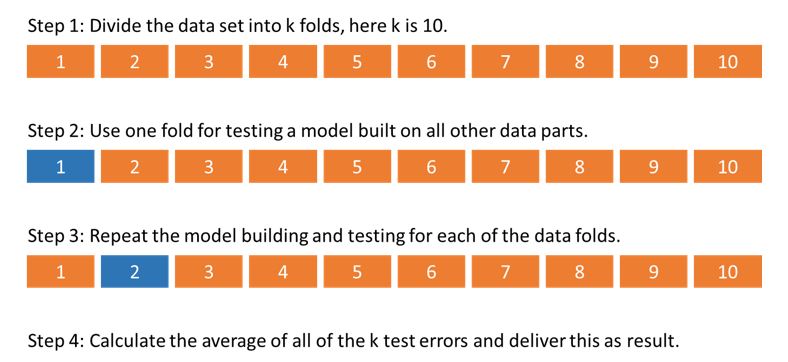 Step 1: Divide the data set into k folds, here k is 10.
1 2 3 4 5 6 7 8 9 10
Step 2: Use one fold for testing a model built on all other data parts.
1 2 3 4 5 6 7 8 9 10
Step 3: Repeat the model building and testing for each of the data folds.
1 2 3 4 5 6 7 8 9 10
Step 4: Calculate the average of all of the k test errors and deliver this as result.